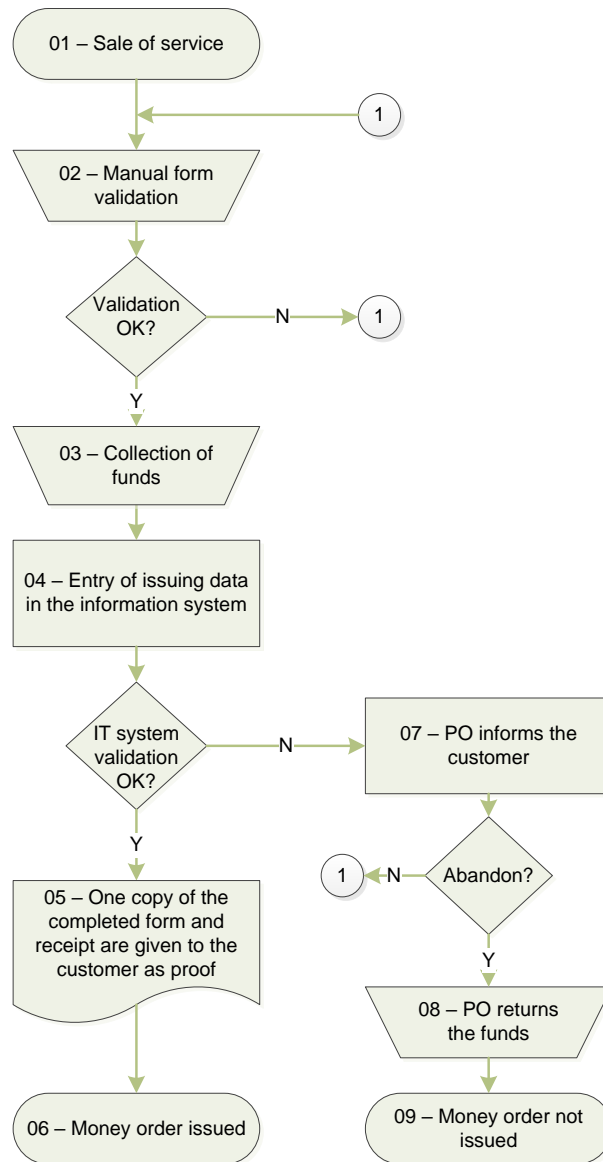 01 – Sale of service
1
02 – Manual form
validation
Validation
OK?
N
1
Y
03 – Collection of
funds
04 – Entry of issuing data
in the information system
IT system
validation
OK?
N
07 – PO informs the
customer
Y
Abandon?
N
1
05 – One copy of the
completed form and
receipt are given to the
customer as proof
Y
08 – PO returns
the funds
06 – Money order issued
09 – Money order not
issued